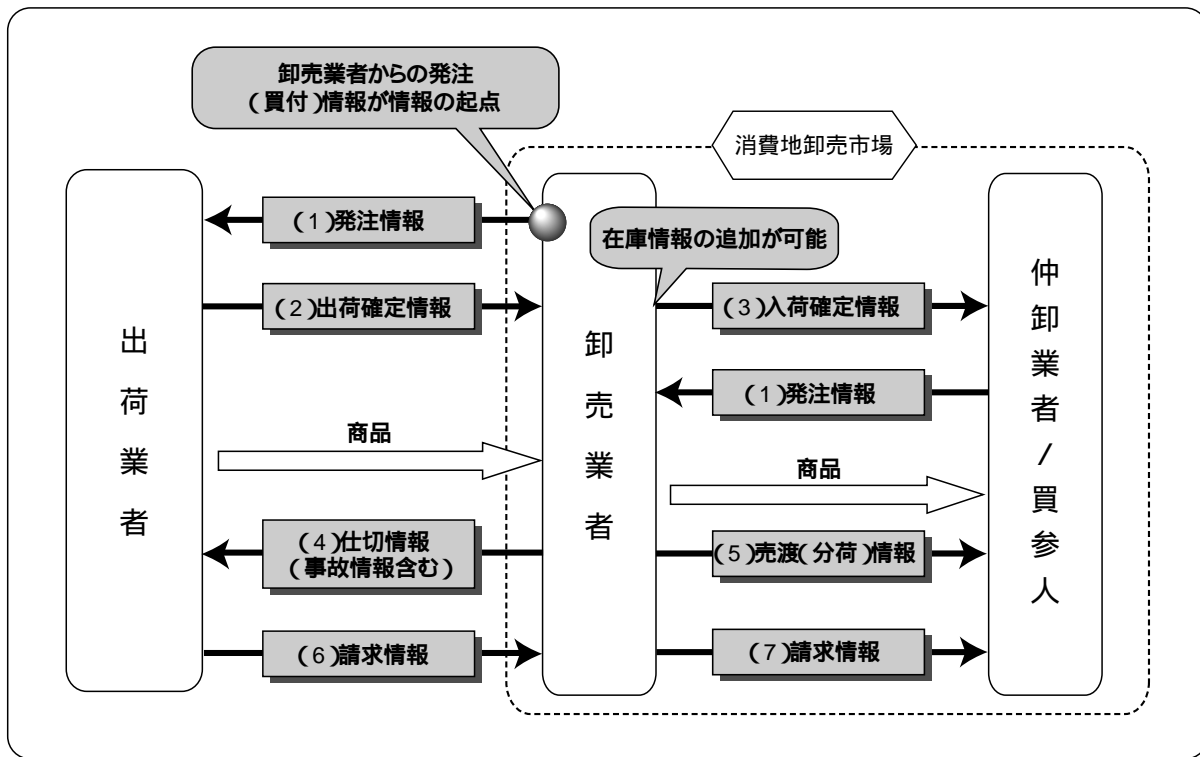 卸売業者からの発注
(買付)情報が情報の起点
消費地卸売市場
(1)発注情報
在庫情報の追加が可能
(2)出荷確定情報
(3)入荷確定情報
(1)発注情報
出荷業者
卸売業者
仲卸業者/買参人
商品
商品
(4)仕切情報
(事故情報含む)
(5)売渡(分荷)情報
(6)請求情報
(7)請求情報